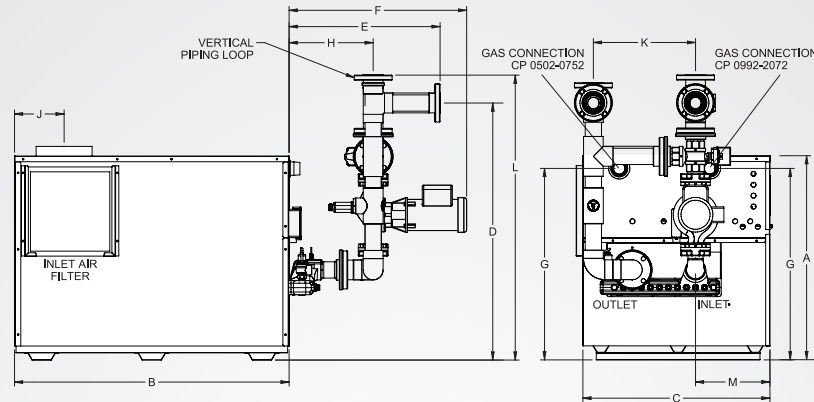 F
E
H
VERTICAL
PIPING LOOP
J
INLET AIR
FILTER
L
D
B
GAS CONNECTION
CP 0502-0752
K
GAS CONNECTION
CP 0992-2072
G
OUTLET
INLET
G
A
M
C